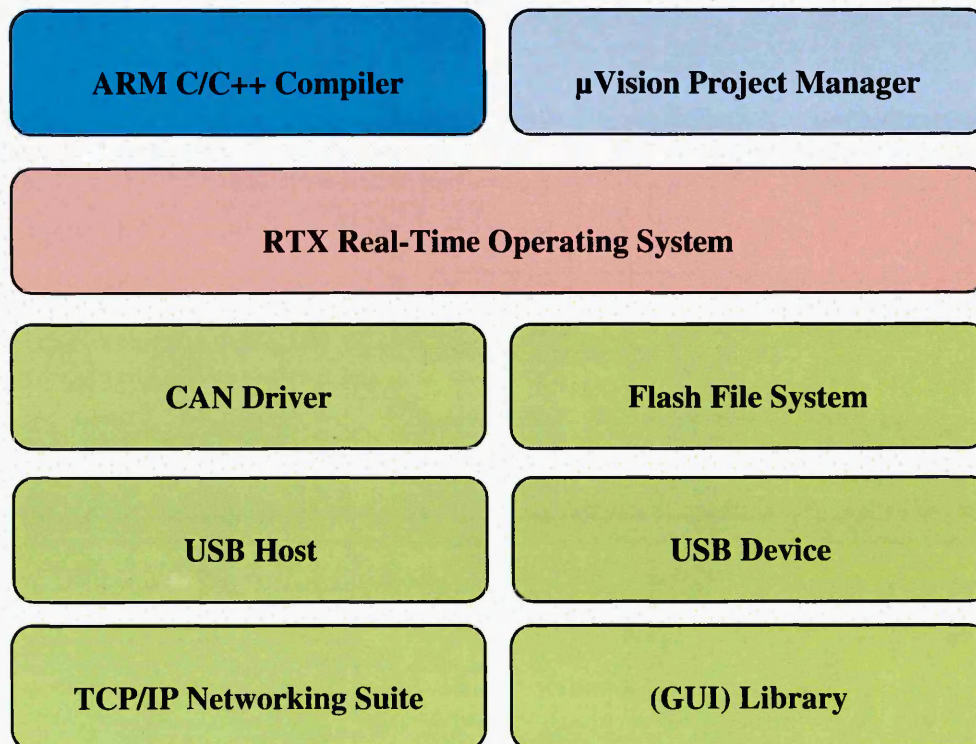 ARM C/C++ Compiler
µVision Project Manager
RTX Real-Time Operating System
CAN Driver
Flash File System
USB Host
USB Device
TCP/IP Networking Suite
(GUI) Library